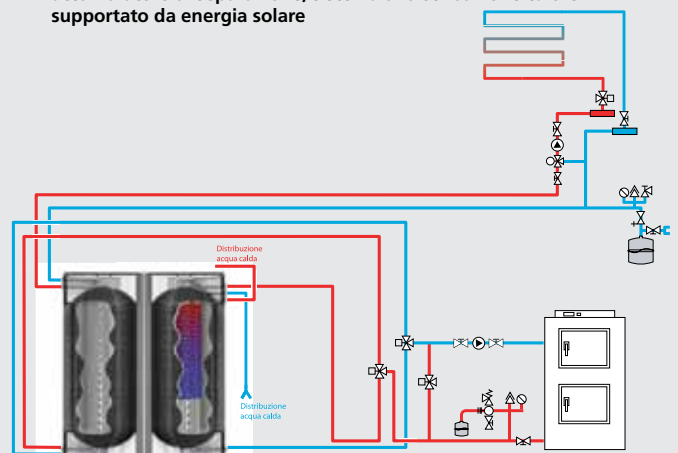 supportato da energia solare
Distribuzione
acqua calda
Distribuzione
acqua calda